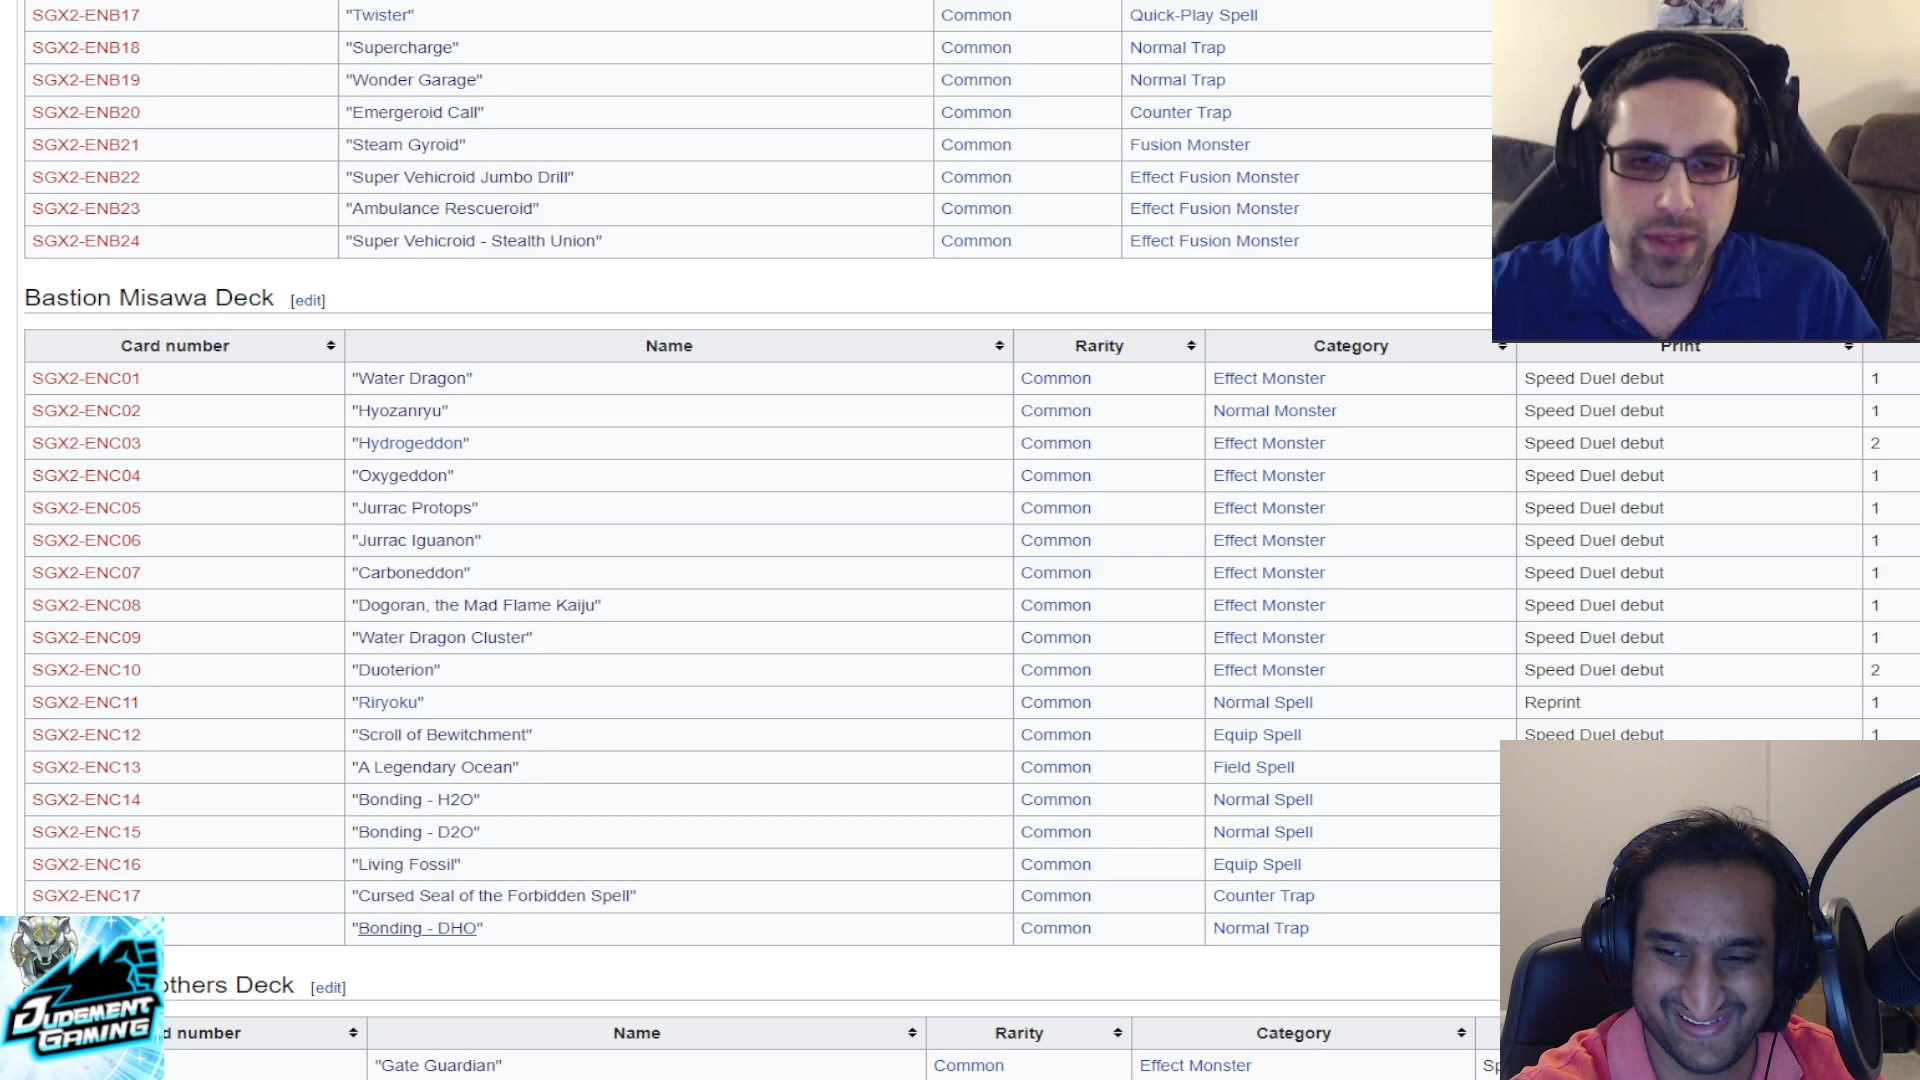 SGX2-ENB17 "Twister" Common Quick-Play Spell
SGX2-ENB18 "Supercharge" Common Normal Trap
SGX2-ENB19 "Wonder Garage" Common Normal Trap
SGX2-ENB20 "Emergeroid Call" Common Counter Trap
SGX2-ENB21 "Steam Gyroid" Common Fusion Monster
SGX2-ENB22 "Super Vehicroid Jumbo Drill" Common Effect Fusion Monster
SGX2-ENB23 "Ambulance Rescueroid" Common Effect Fusion Monster
SGX2-ENB24 "Super Vehicroid - Stealth Union" Common Effect Fusion Monster
Bastion Misawa Deck [edit]
Card number Name Rarity Category Print
SGX2-ENC01 "Water Dragon" Common Effect Monster Speed Duel debut 1
SGX2-ENC02 "Hyozanryu" Common Normal Monster Speed Duel debut 1
SGX2-ENC03 "Hydrogeddon" Common Effect Monster Speed Duel debut 2
SGX2-ENC04 "Oxygeddon" Common Effect Monster Speed Duel debut 1
SGX2-ENC05 "Jurrac Protops" Common Effect Monster Speed Duel debut 1
SGX2-ENC06 "Jurrac Iguanon" Common Effect Monster Speed Duel debut 1
SGX2-ENC07 "Carboneddon" Common Effect Monster Speed Duel debut 1
SGX2-ENC08 "Dogoran, the Mad Flame Kaiju" Common Effect Monster Speed Duel debut 1
SGX2-ENC09 "Water Dragon Cluster" Common Effect Monster Speed Duel debut 1
SGX2-ENC10 "Duoterion" Common Effect Monster Speed Duel debut 2
SGX2-ENC11 "Riryoku" Common Normal Spell Reprint 1
SGX2-ENC12 "Scroll of Bewitchment" Common Equip Spell Speed Duel debut 1
SGX2-ENC13 "A Legendary Ocean" Common Field Spell
SGX2-ENC14 "Bonding - H2O" Common Normal Spell
SGX2-ENC15 "Bonding - D2O" Common Normal Spell
SGX2-ENC16 "Living Fossil" Common Equip Spell
SGX2-ENC17 "Cursed Seal of the Forbidden Spell" Common Counter Trap
"Bonding - DHO" Common Normal Trap
others Deck [edit]
number Name Rarity Category
"Gate Guardian" Common Effect Monster
JUDGMENT
GAMING